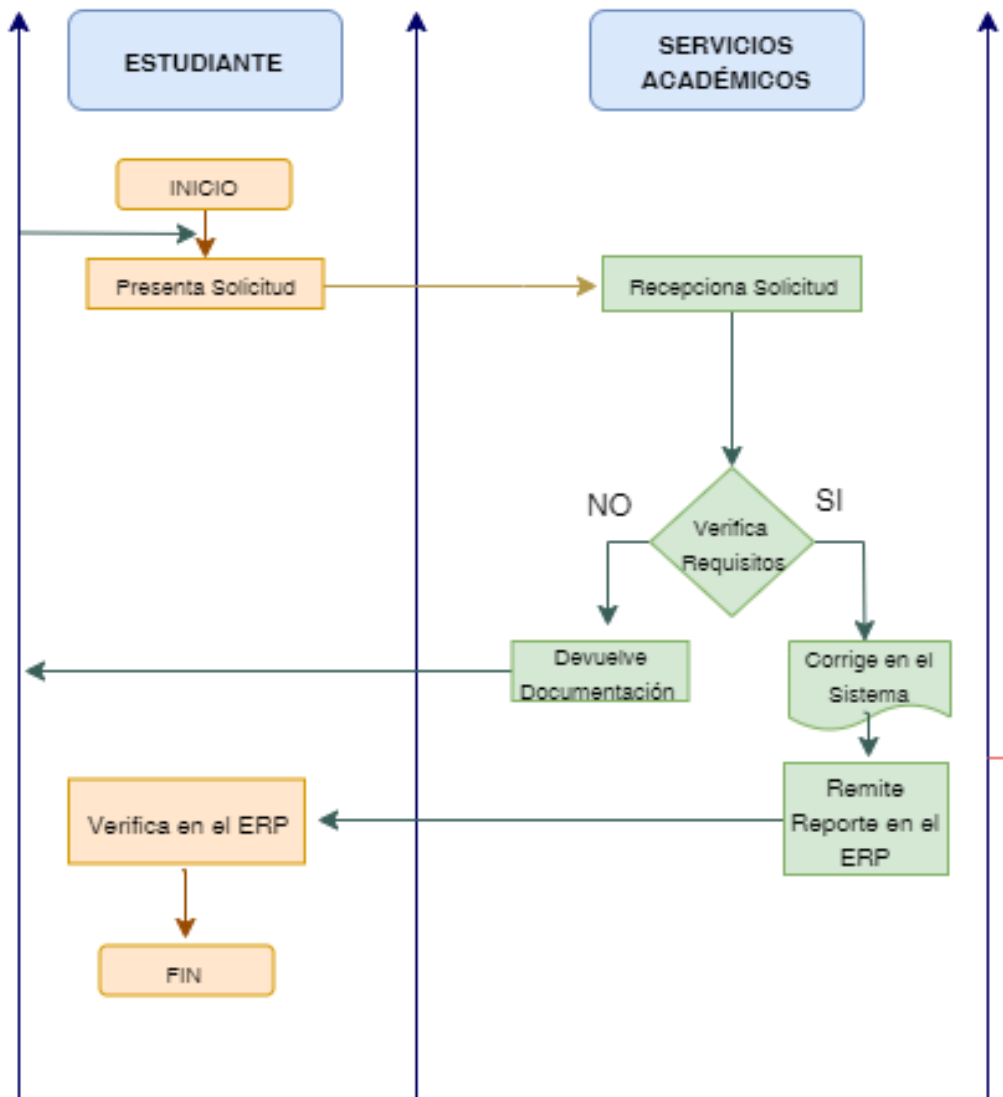 ESTUDIANTE
SERVICIOS
ACADÉMICOS
INICIO
Presenta Solicitud
Recepciona Solicitud
NO
SI
Verifica
Requisitos
Devuelve
Documentación
Corrige en el
Sistema
Remite
Reporte en el
ERP
Verifica en el ERP
FIN